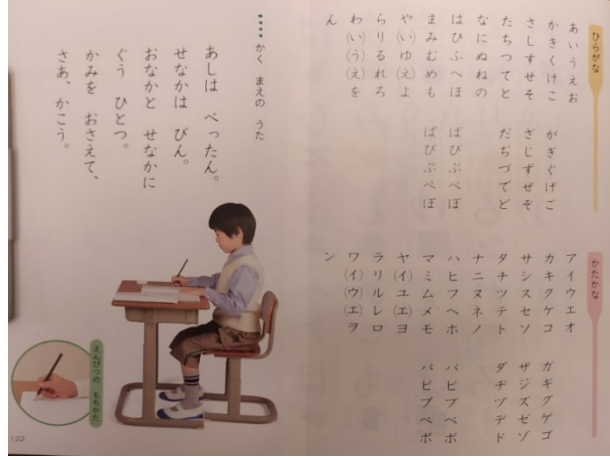 ひらがな
あいうえお
かきくけこ　がぎぐげご
さしすせそ　ざじずぜぞ
たちつてと　だぢづでど
なにぬねの
はひふへほ　ばびぶべぼ
まみむめも　ぱぴぷぺぽ
や(い)ゆ(え)よ
らりるれろ
わ(い)(う)(え)を
ん
かたかな
アイウエオ
カキクケコ　ガギグゲゴ
サシスセソ　ザジズゼゾ
タチツテト　ダヂヅデド
ナニヌネノ
ハヒフヘホ　バビブベボ
マミムメモ　パピプペポ
ヤ(イ)ユ(エ)ヨ
ラリルレロ
ワ(イ)(ウ)(エ)ヲ
ン
かく　まえの　うた
あしは　ぺったん。
せなかは　ぴん。
おなかと　せなかに
ぐう　ひとつ。
かみを　おさえて、
さあ、かこう。
えんぴつの　もちかた
122